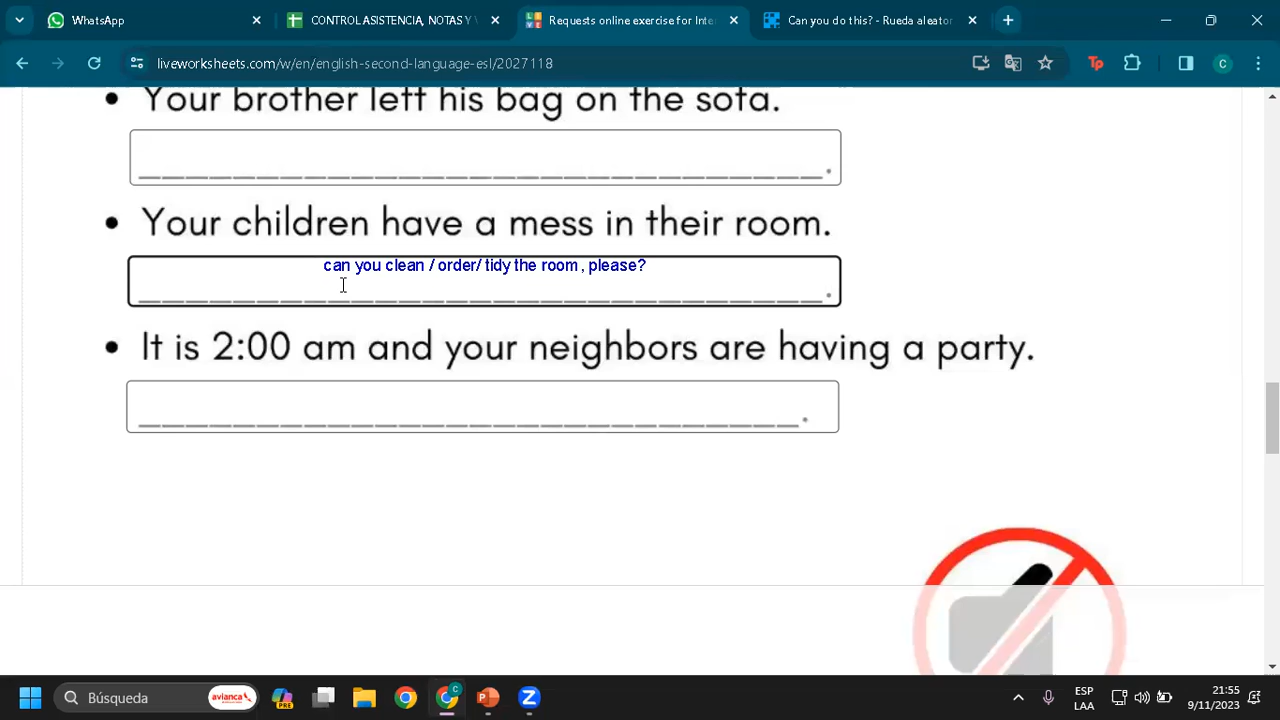 WhatsApp
CONTROL ASISTENCIA, NOTAS Y
Requests online exercise for Inte
Can you do this? - Rueda aleator
liveworksheets.com/w/en/english-second-language-esl/2027118
C
Your brother left his bag on the sofa.
Your children have a mess in their room.
can you clean / order/ tidy the room , please?
It is 2:00 am and your neighbors are having a party.
Búsqueda
avianca
PRE
C
ESP
LAA
21:55
9/11/2023